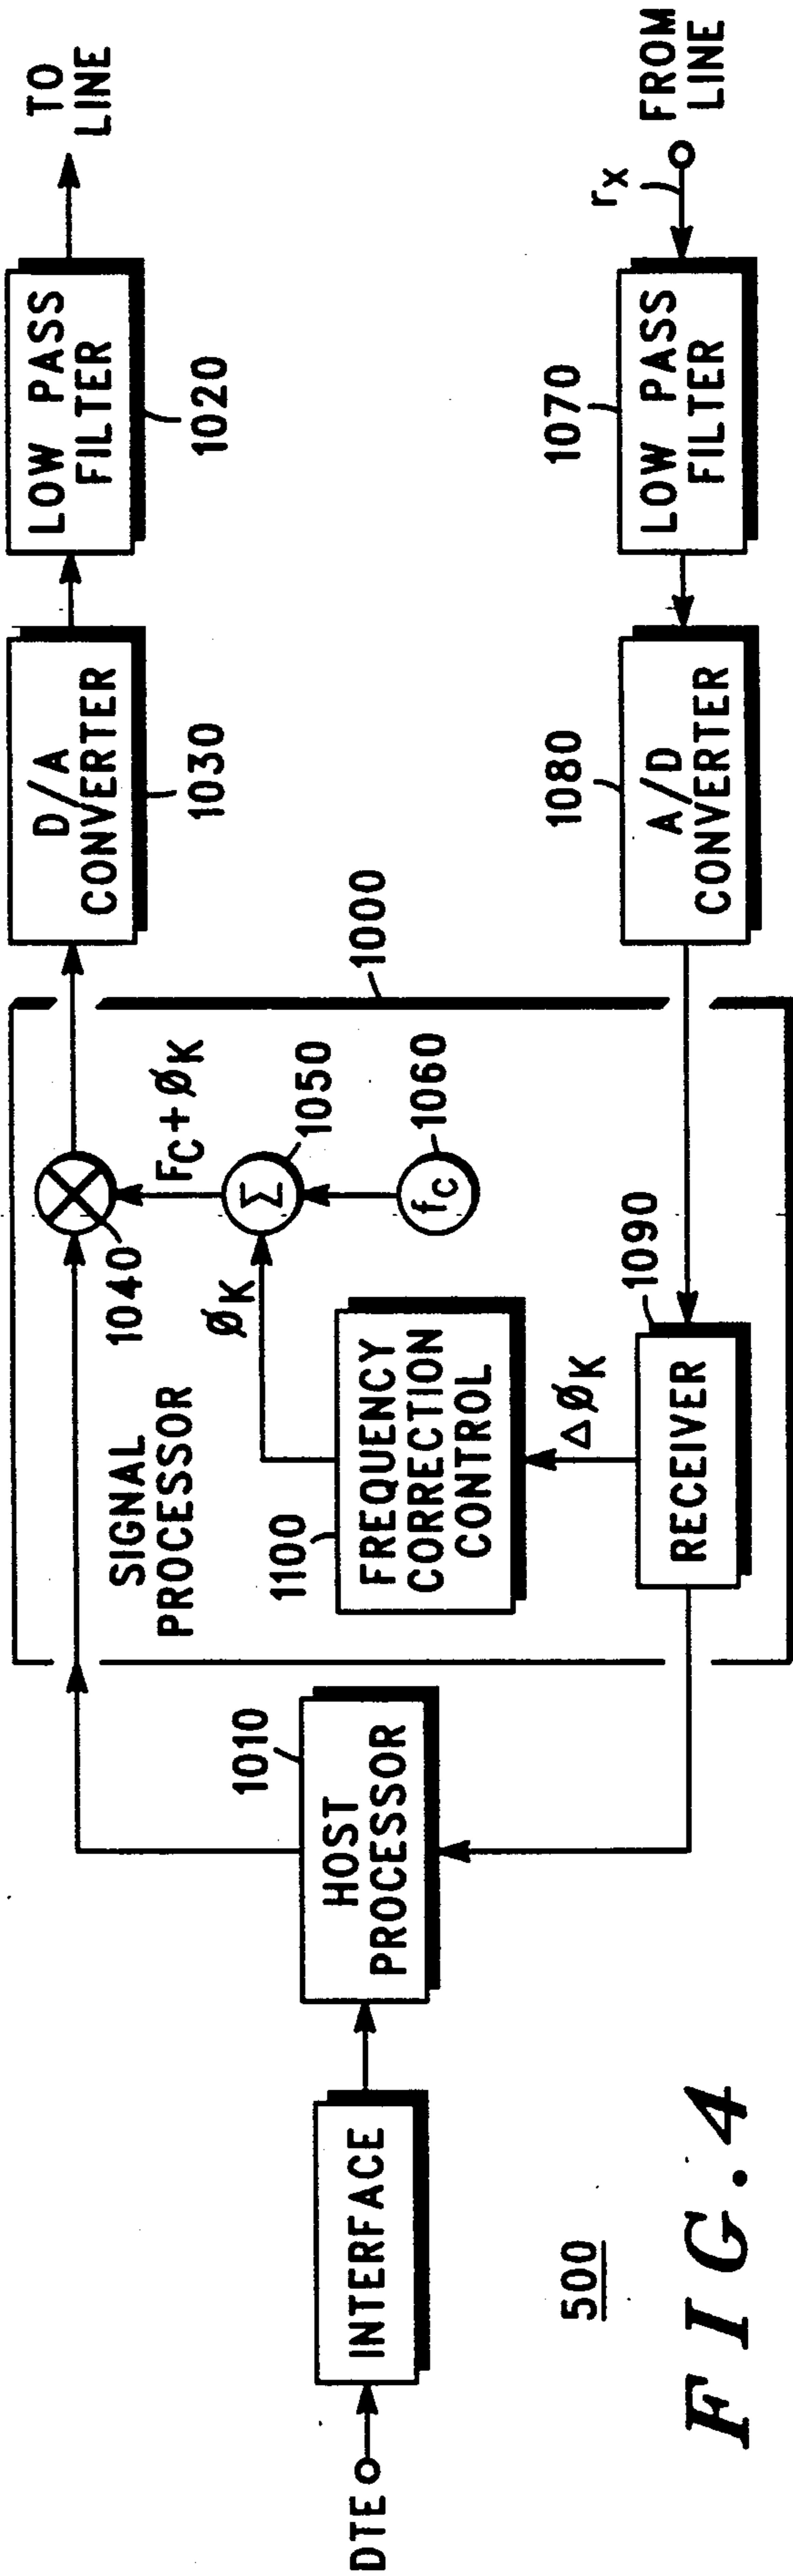 DTE
INTERFACE
HOST
PROCESSOR
1010
SIGNAL
PROCESSOR
1040
FC+ØK
ØK
Σ
1050
fC
1060
1000
1100
FREQUENCY
CORRECTION
CONTROL
ΔØK
RECEIVER
1090
D/A
CONVERTER
1030
LOW PASS
FILTER
1020
TO
LINE
1080
A/D
CONVERTER
1070
LOW PASS
FILTER
rX
FROM
LINE
500
FIG.4